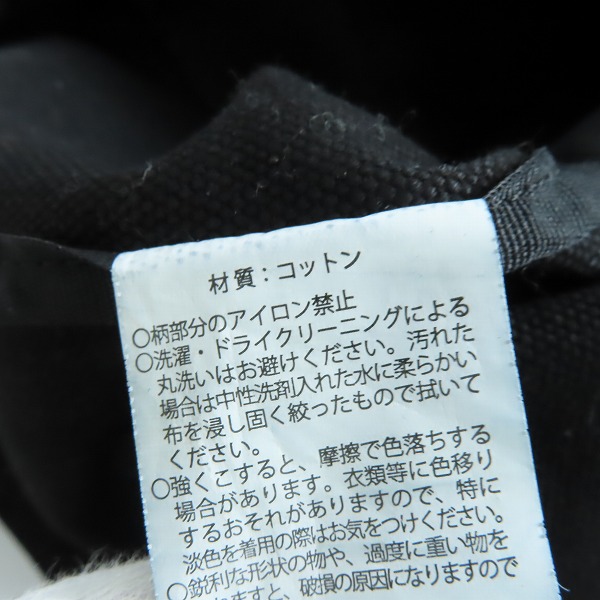 材質：コットン
○柄部分のアイロン禁止
○洗濯・ドライクリーニングによる
丸洗いはお避けください。汚れた
場合は中性洗剤入れた水に柔らかい
布を浸し固く絞ったもので拭いて
ください。
○強くこすると、摩擦で色落ちする
場合があります。衣類等に色移り
するおそれがありますので、特に
淡色を着用の際はお気をつけください。
○鋭利な形状の物や、過度に重い物を
ますと、破損の原因になりますので